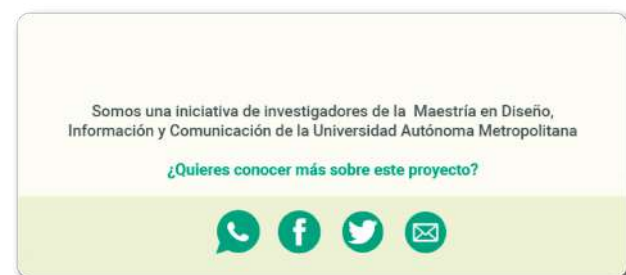 Somos una iniciativa de investigadores de la Maestría en Diseño,
Información y Comunicación de la Universidad Autónoma Metropolitana
¿Quieres conocer más sobre este proyecto?